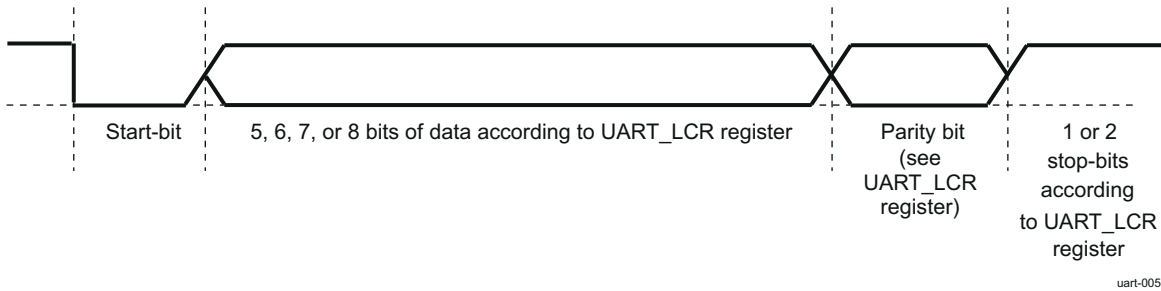 Start-bit
5, 6, 7, or 8 bits of data according to UART_LCR register
Parity bit
(see
UART_LCR
register)
1 or 2
stop-bits
according
to UART_LCR
register
uart-005